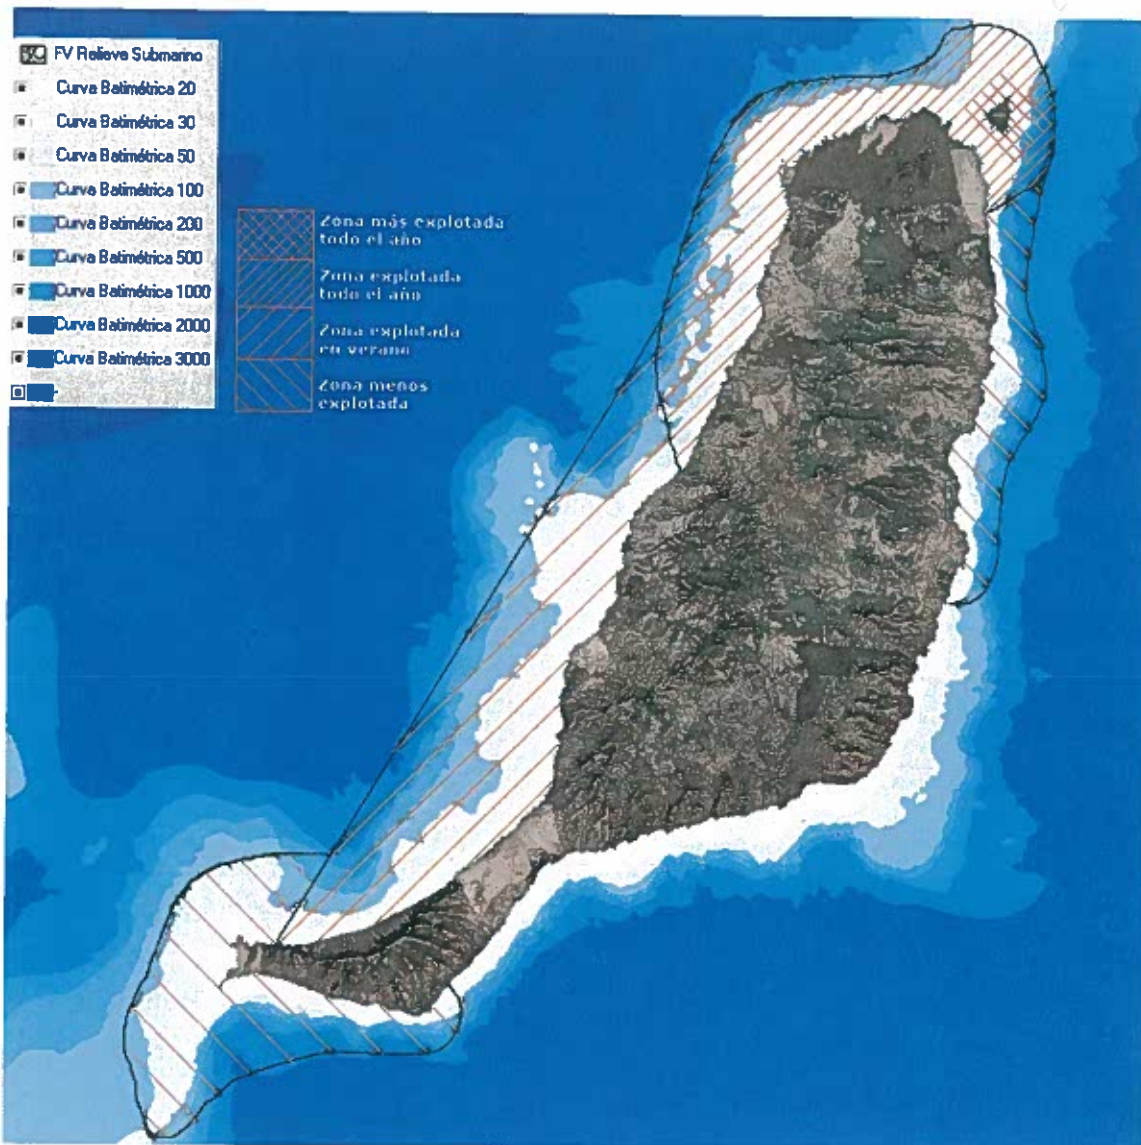 FV Relieve Submarino
Curva Batimétrica 20
Curva Batimétrica 30
Curva Batimétrica 50
Curva Batimétrica 100
Curva Batimétrica 200
Curva Batimétrica 500
Curva Batimétrica 1000
Curva Batimétrica 2000
Curva Batimétrica 3000
Zona más explotada
todo el año
Zona explotada
todo el año
Zona explotada
en verano
Zona menos
explotada